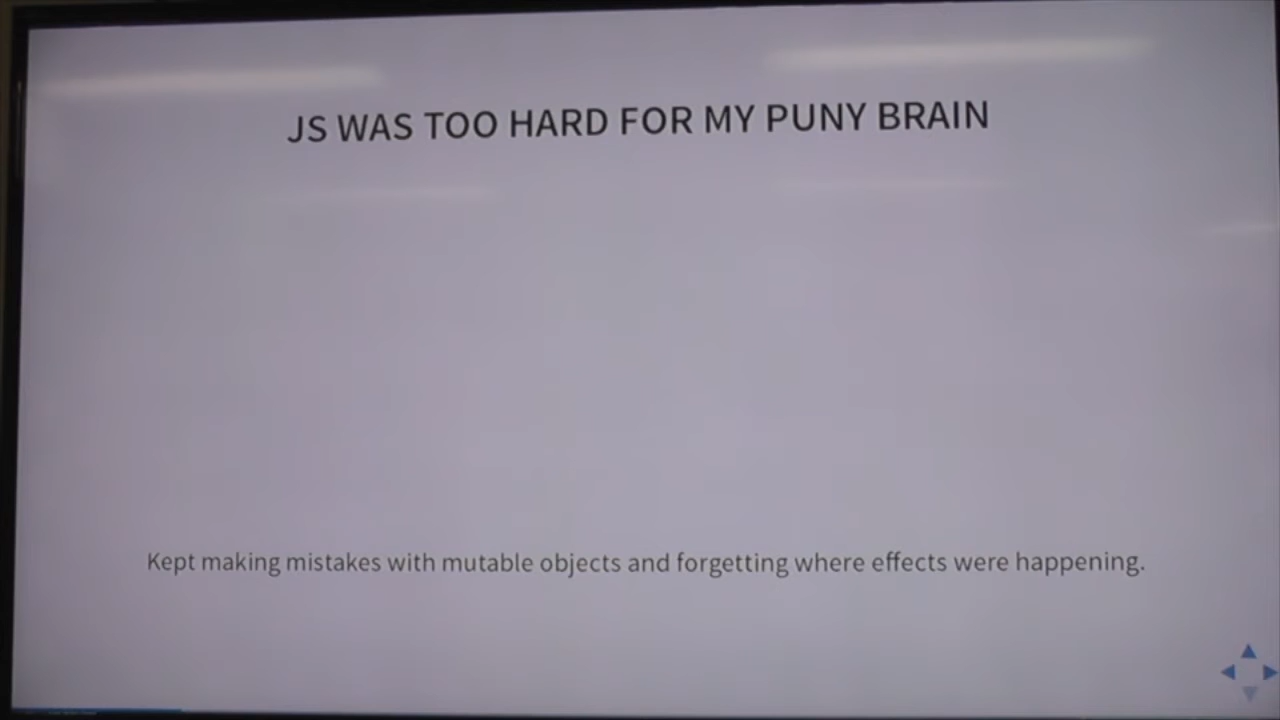 JS WAS TOO HARD FOR MY PUNY BRAIN
Kept making mistakes with mutable objects and forgetting where effects were happening.